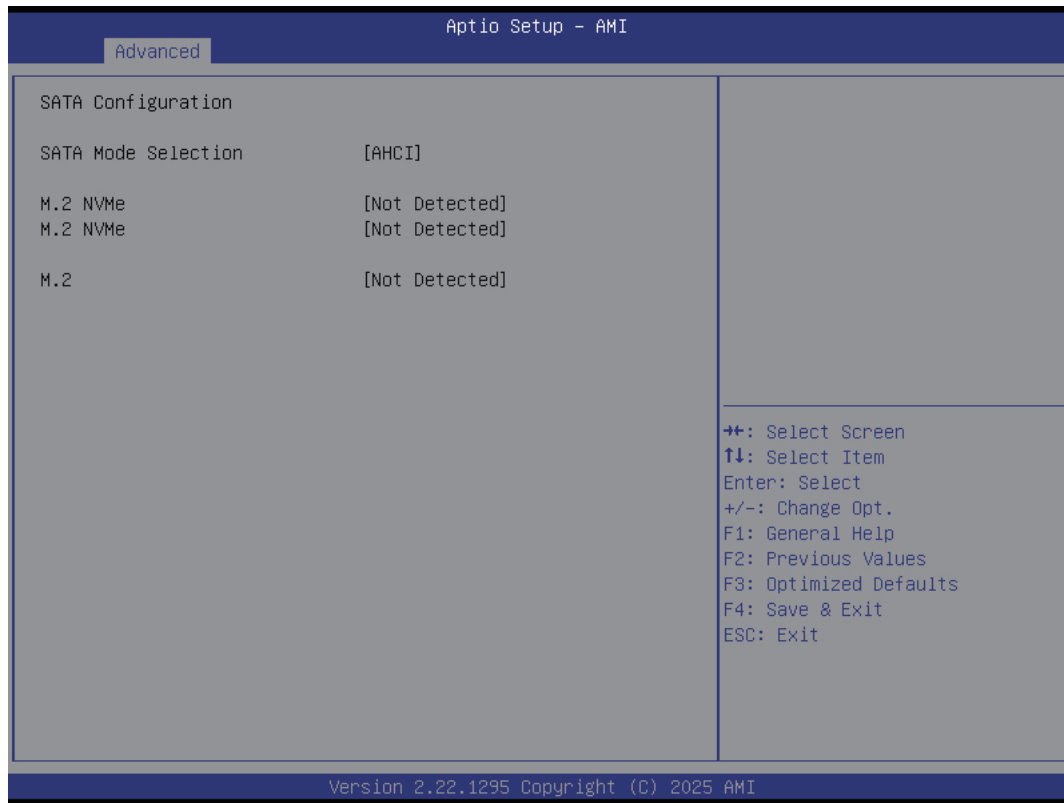 Aptio Setup – AMI
Advanced
SATA Configuration
SATA Mode Selection [AHCI]
M.2 NVMe [Not Detected]
M.2 NVMe [Not Detected]
M.2 [Not Detected]
→←: Select Screen
↑↓: Select Item
Enter: Select
+/-: Change Opt.
F1: General Help
F2: Previous Values
F3: Optimized Defaults
F4: Save & Exit
ESC: Exit
Version 2.22.1295 Copyright (C) 2025 AMI